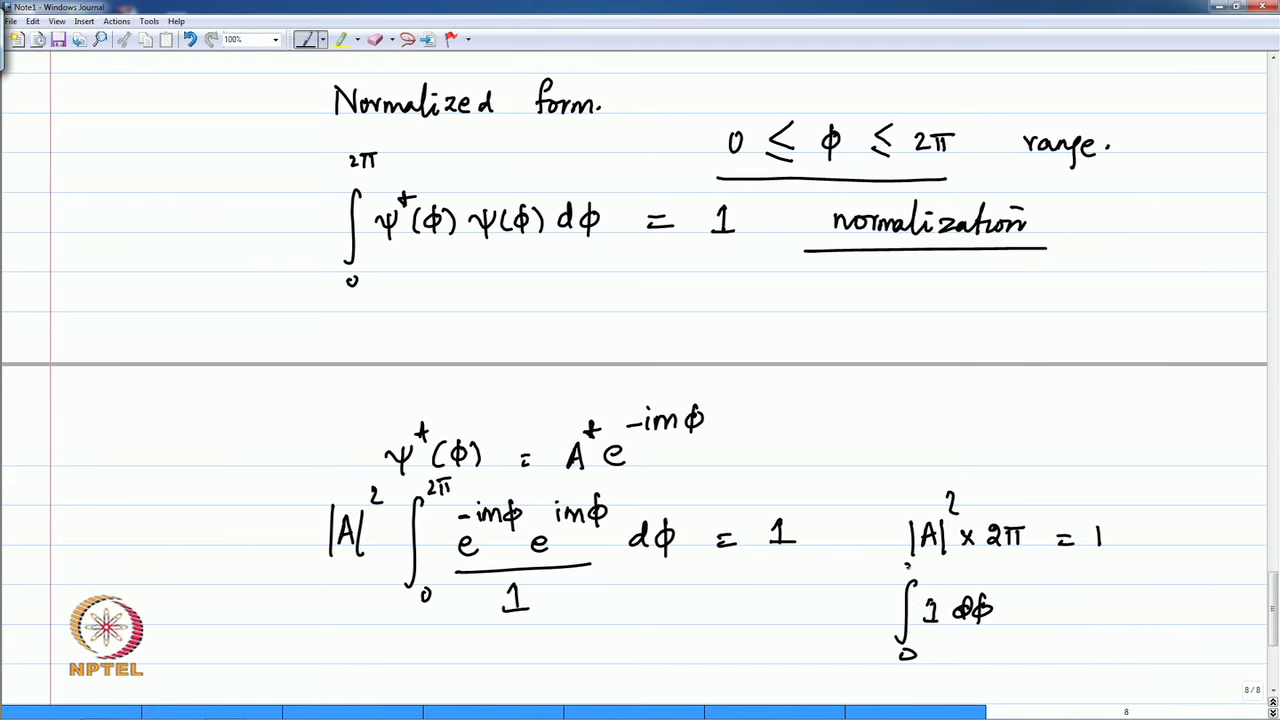 Note1 - Windows Journal
File Edit View Insert Actions Tools Help
100%
Normalized form.
0 ≤ φ ≤ 2π range.
∫₀^2π ψ*(φ) ψ(φ) dφ = 1 normalization
ψ*(φ) = A* e^-imφ
|A|² ∫₀^2π e^-imφ e^imφ dφ = 1 |A|² × 2π = 1
1 ∫₀ 1 dφ
NPTEL
8/8
8